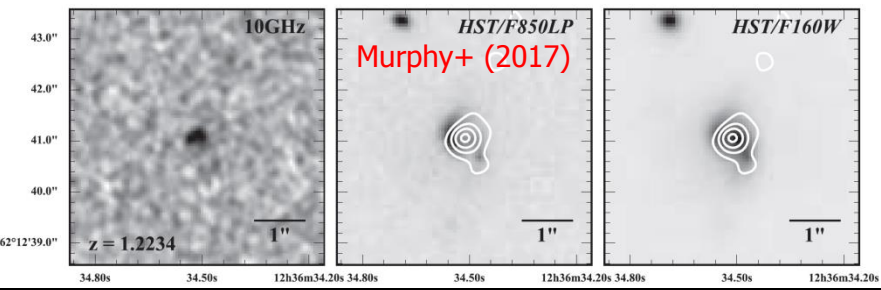 10GHz
HST/F850LP
HST/F160W
Murphy+ (2017)
43.0"
42.0"
41.0"
40.0"
62°12'39.0"
z = 1.2234
1"
1"
1"
34.80s 34.50s 12h36m34.20s 34.80s 34.50s 12h36m34.20s 34.80s 34.50s 12h36m34.20s